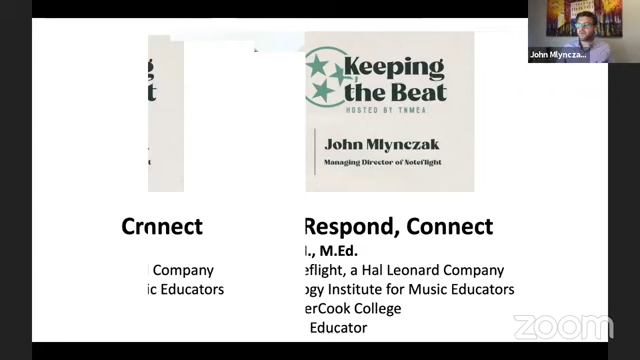 John Mlyncza...
Keeping
the Beat
HOSTED BY TNMEA
John Mlynczak
Managing Director of Noteflight
nnect
Respond, Connect
, M.Ed.
l Company
eflight, a Hal Leonard Company
ic Educators
ogy Institute for Music Educators
erCook College
Educator
zoom